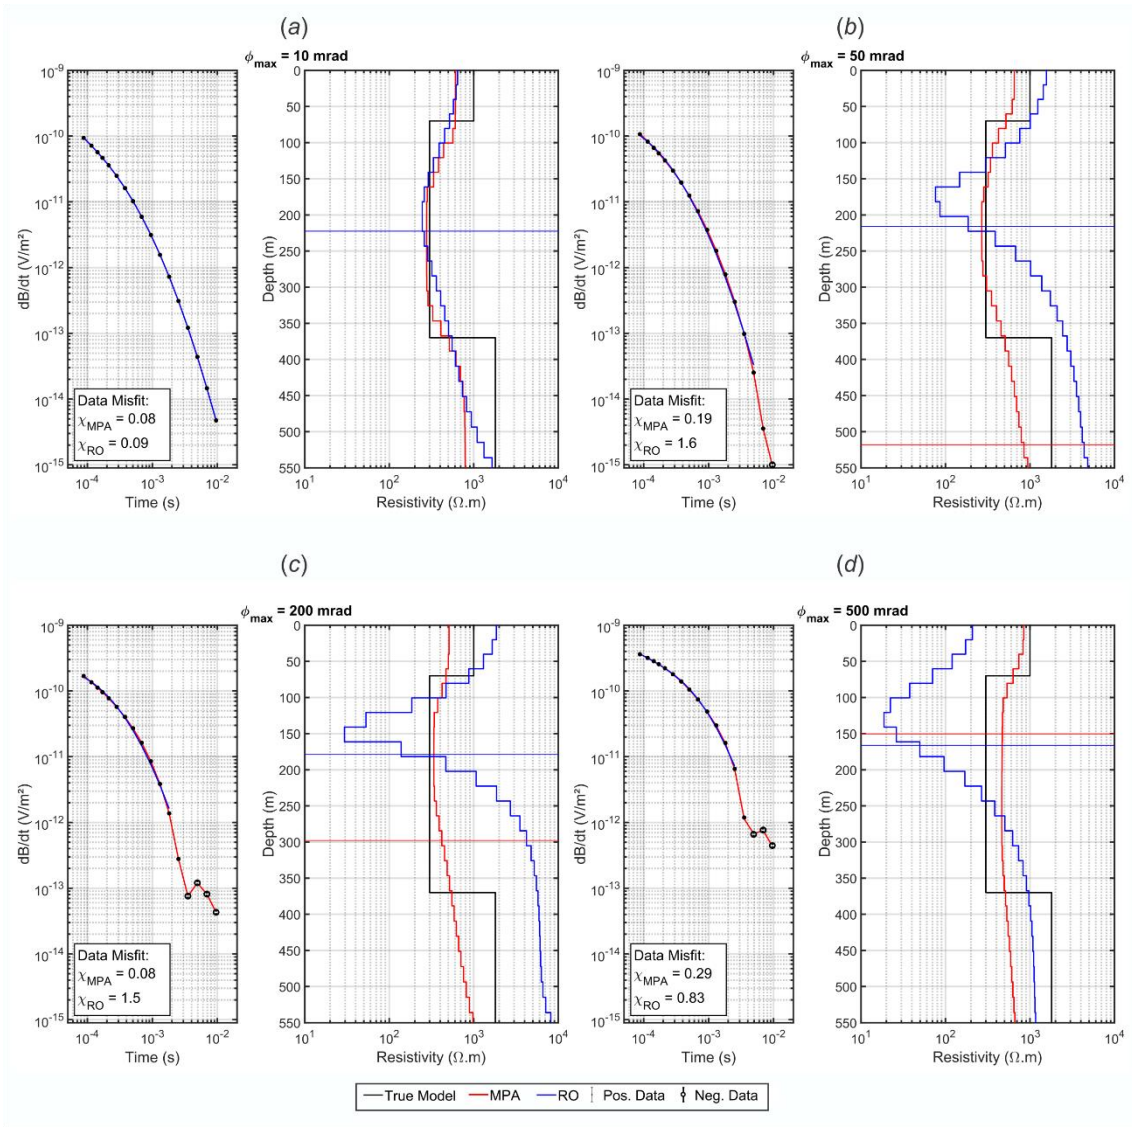 (a)
ϕmax = 10 mrad
10⁻⁹
10⁻¹⁰
10⁻¹¹
10⁻¹²
10⁻¹³
10⁻¹⁴
10⁻¹⁵
dB/dt (V/m²)
Data Misfit:
χMPA = 0.08
χRO = 0.09
10⁻⁴ 10⁻³ 10⁻²
Time (s)
0
50
100
150
200
250
300
350
400
450
500
550
Depth (m)
10¹ 10² 10³ 10⁴
Resistivity (Ω.m)
(b)
ϕmax = 50 mrad
10⁻⁹
10⁻¹⁰
10⁻¹¹
10⁻¹²
10⁻¹³
10⁻¹⁴
10⁻¹⁵
dB/dt (V/m²)
Data Misfit:
χMPA = 0.19
χRO = 1.6
10⁻⁴ 10⁻³ 10⁻²
Time (s)
0
50
100
150
200
250
300
350
400
450
500
550
Depth (m)
10¹ 10² 10³ 10⁴
Resistivity (Ω.m)
(c)
ϕmax = 200 mrad
10⁻⁹
10⁻¹⁰
10⁻¹¹
10⁻¹²
10⁻¹³
10⁻¹⁴
10⁻¹⁵
dB/dt (V/m²)
Data Misfit:
χMPA = 0.08
χRO = 1.5
10⁻⁴ 10⁻³ 10⁻²
Time (s)
0
50
100
150
200
250
300
350
400
450
500
550
Depth (m)
10¹ 10² 10³ 10⁴
Resistivity (Ω.m)
(d)
ϕmax = 500 mrad
10⁻⁹
10⁻¹⁰
10⁻¹¹
10⁻¹²
10⁻¹³
10⁻¹⁴
10⁻¹⁵
dB/dt (V/m²)
Data Misfit:
χMPA = 0.29
χRO = 0.83
10⁻⁴ 10⁻³ 10⁻²
Time (s)
0
50
100
150
200
250
300
350
400
450
500
550
Depth (m)
10¹ 10² 10³ 10⁴
Resistivity (Ω.m)
True Model MPA RO Pos. Data Neg. Data